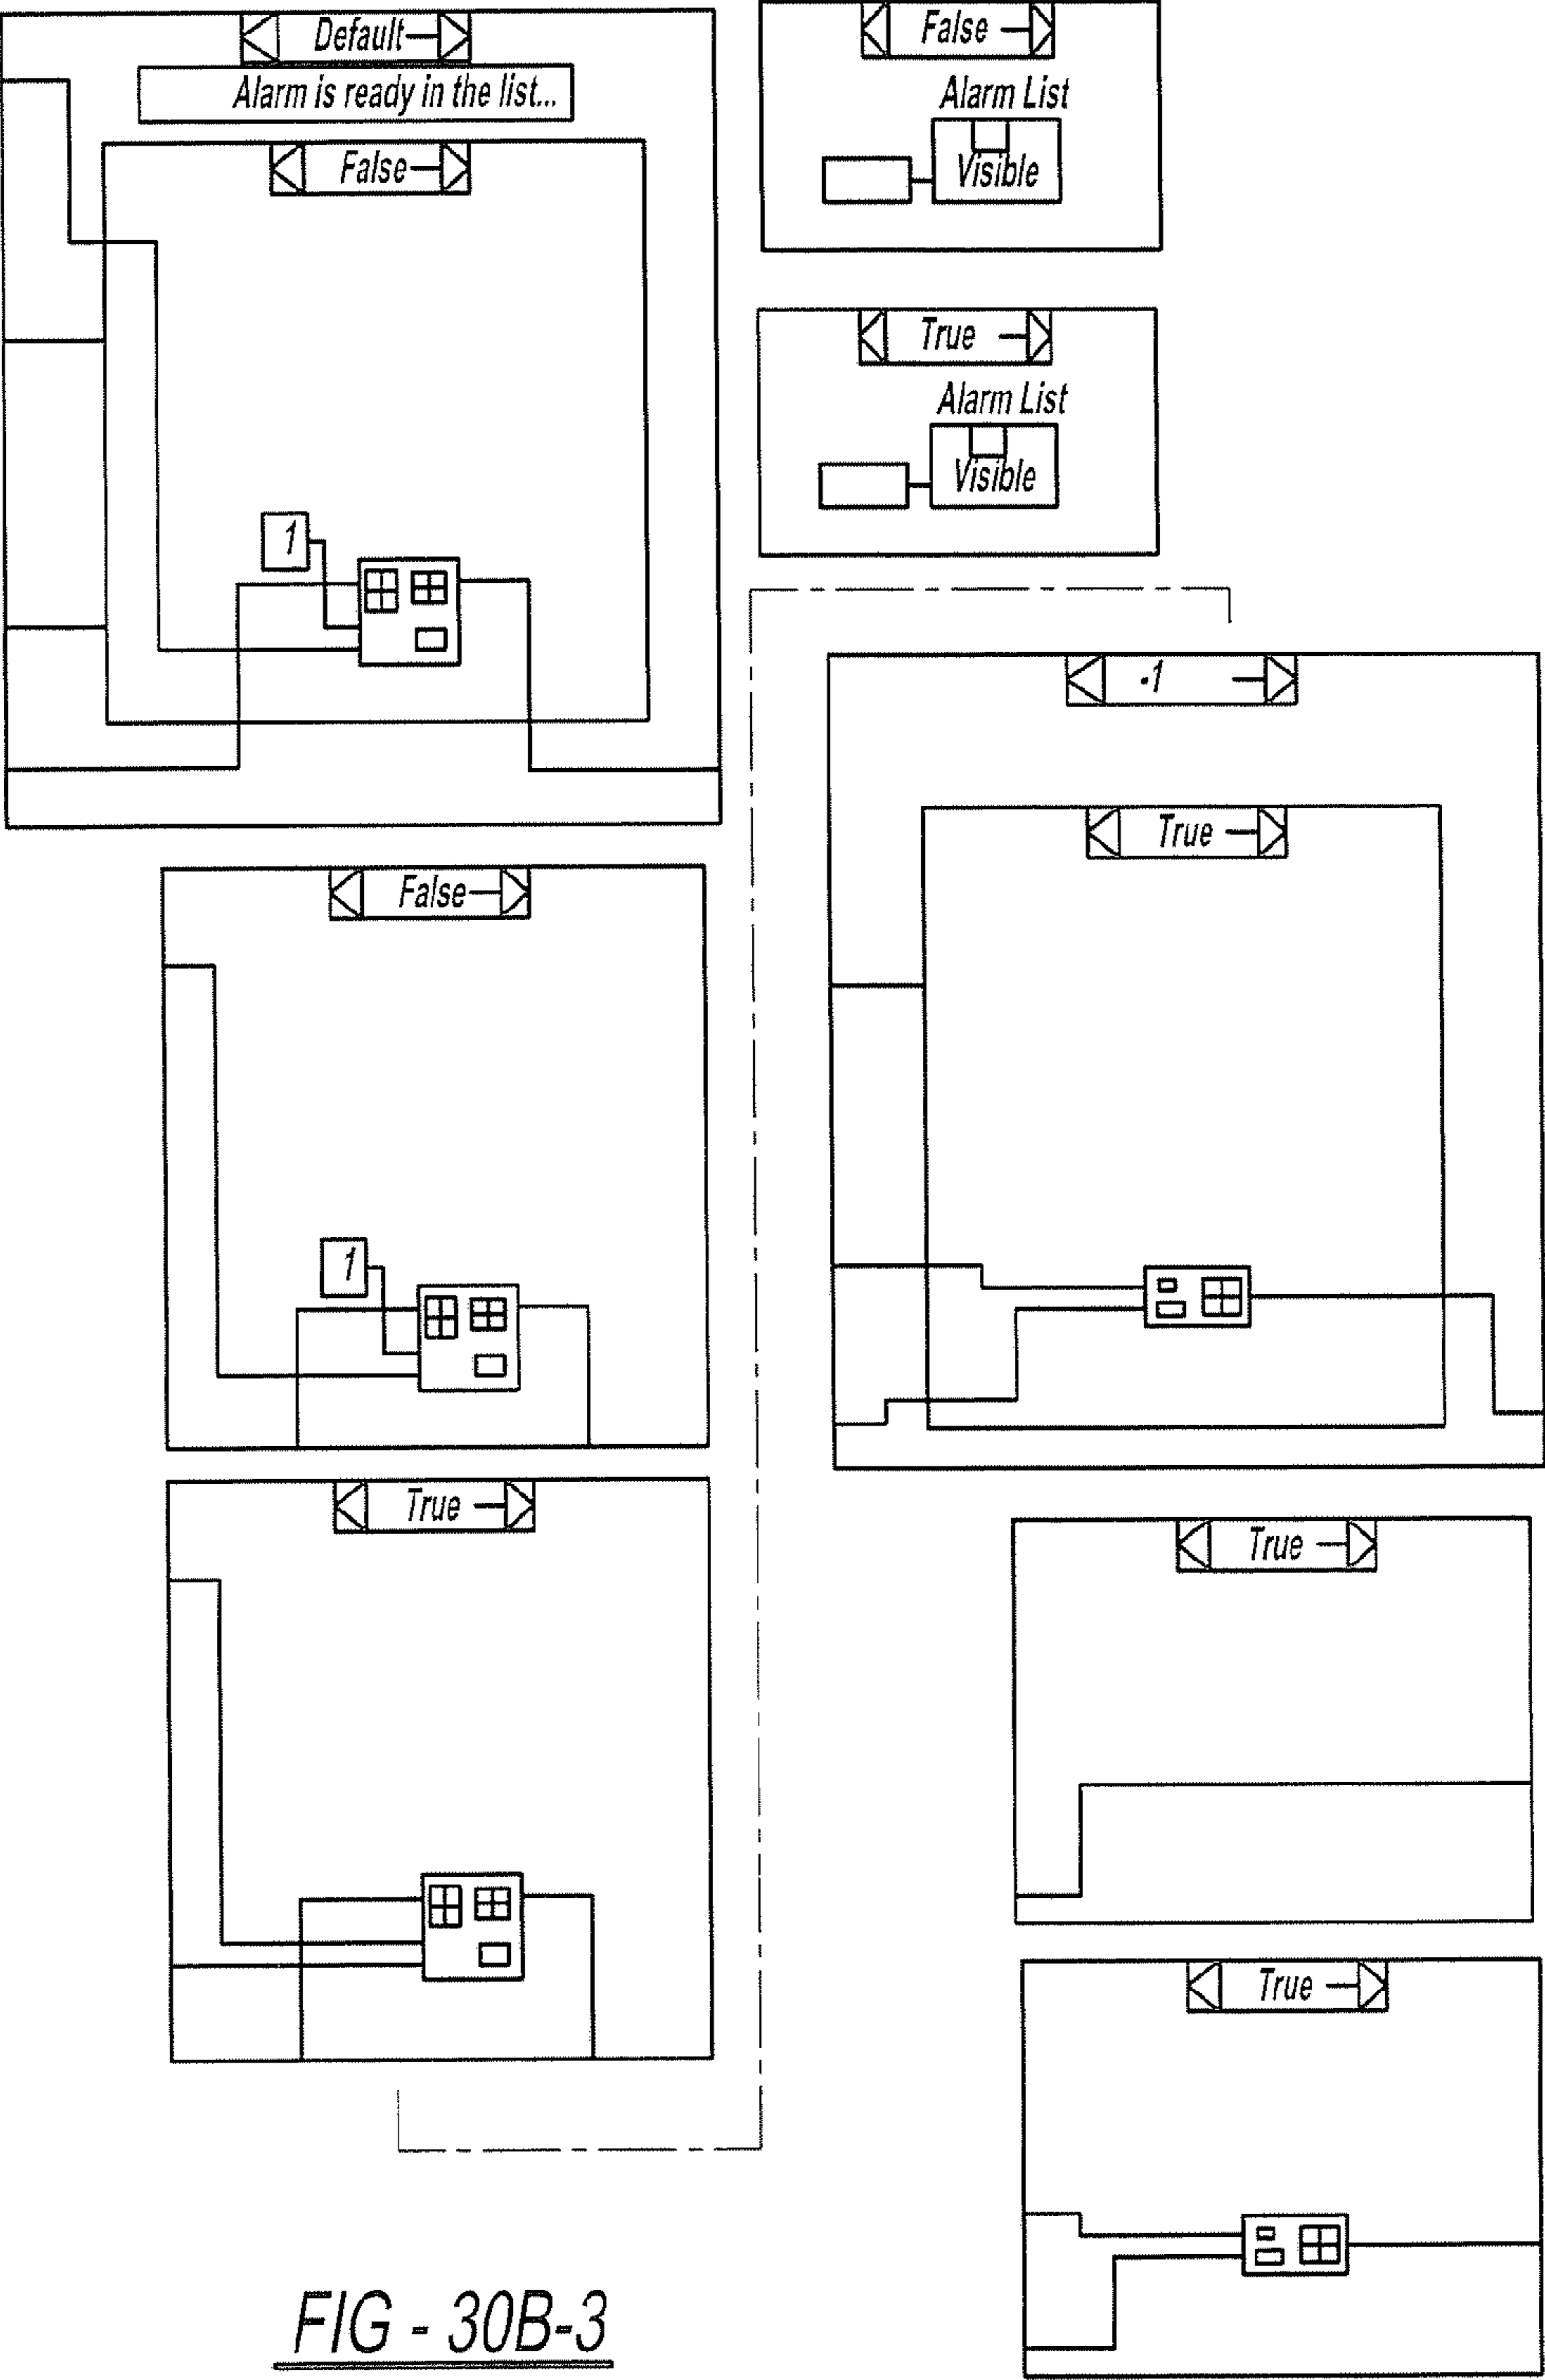 Default
Alarm is ready in the list...
False
1
False
1
True
False
Alarm List
Visible
True
Alarm List
Visible
-1
True
True
True
FIG - 30B-3